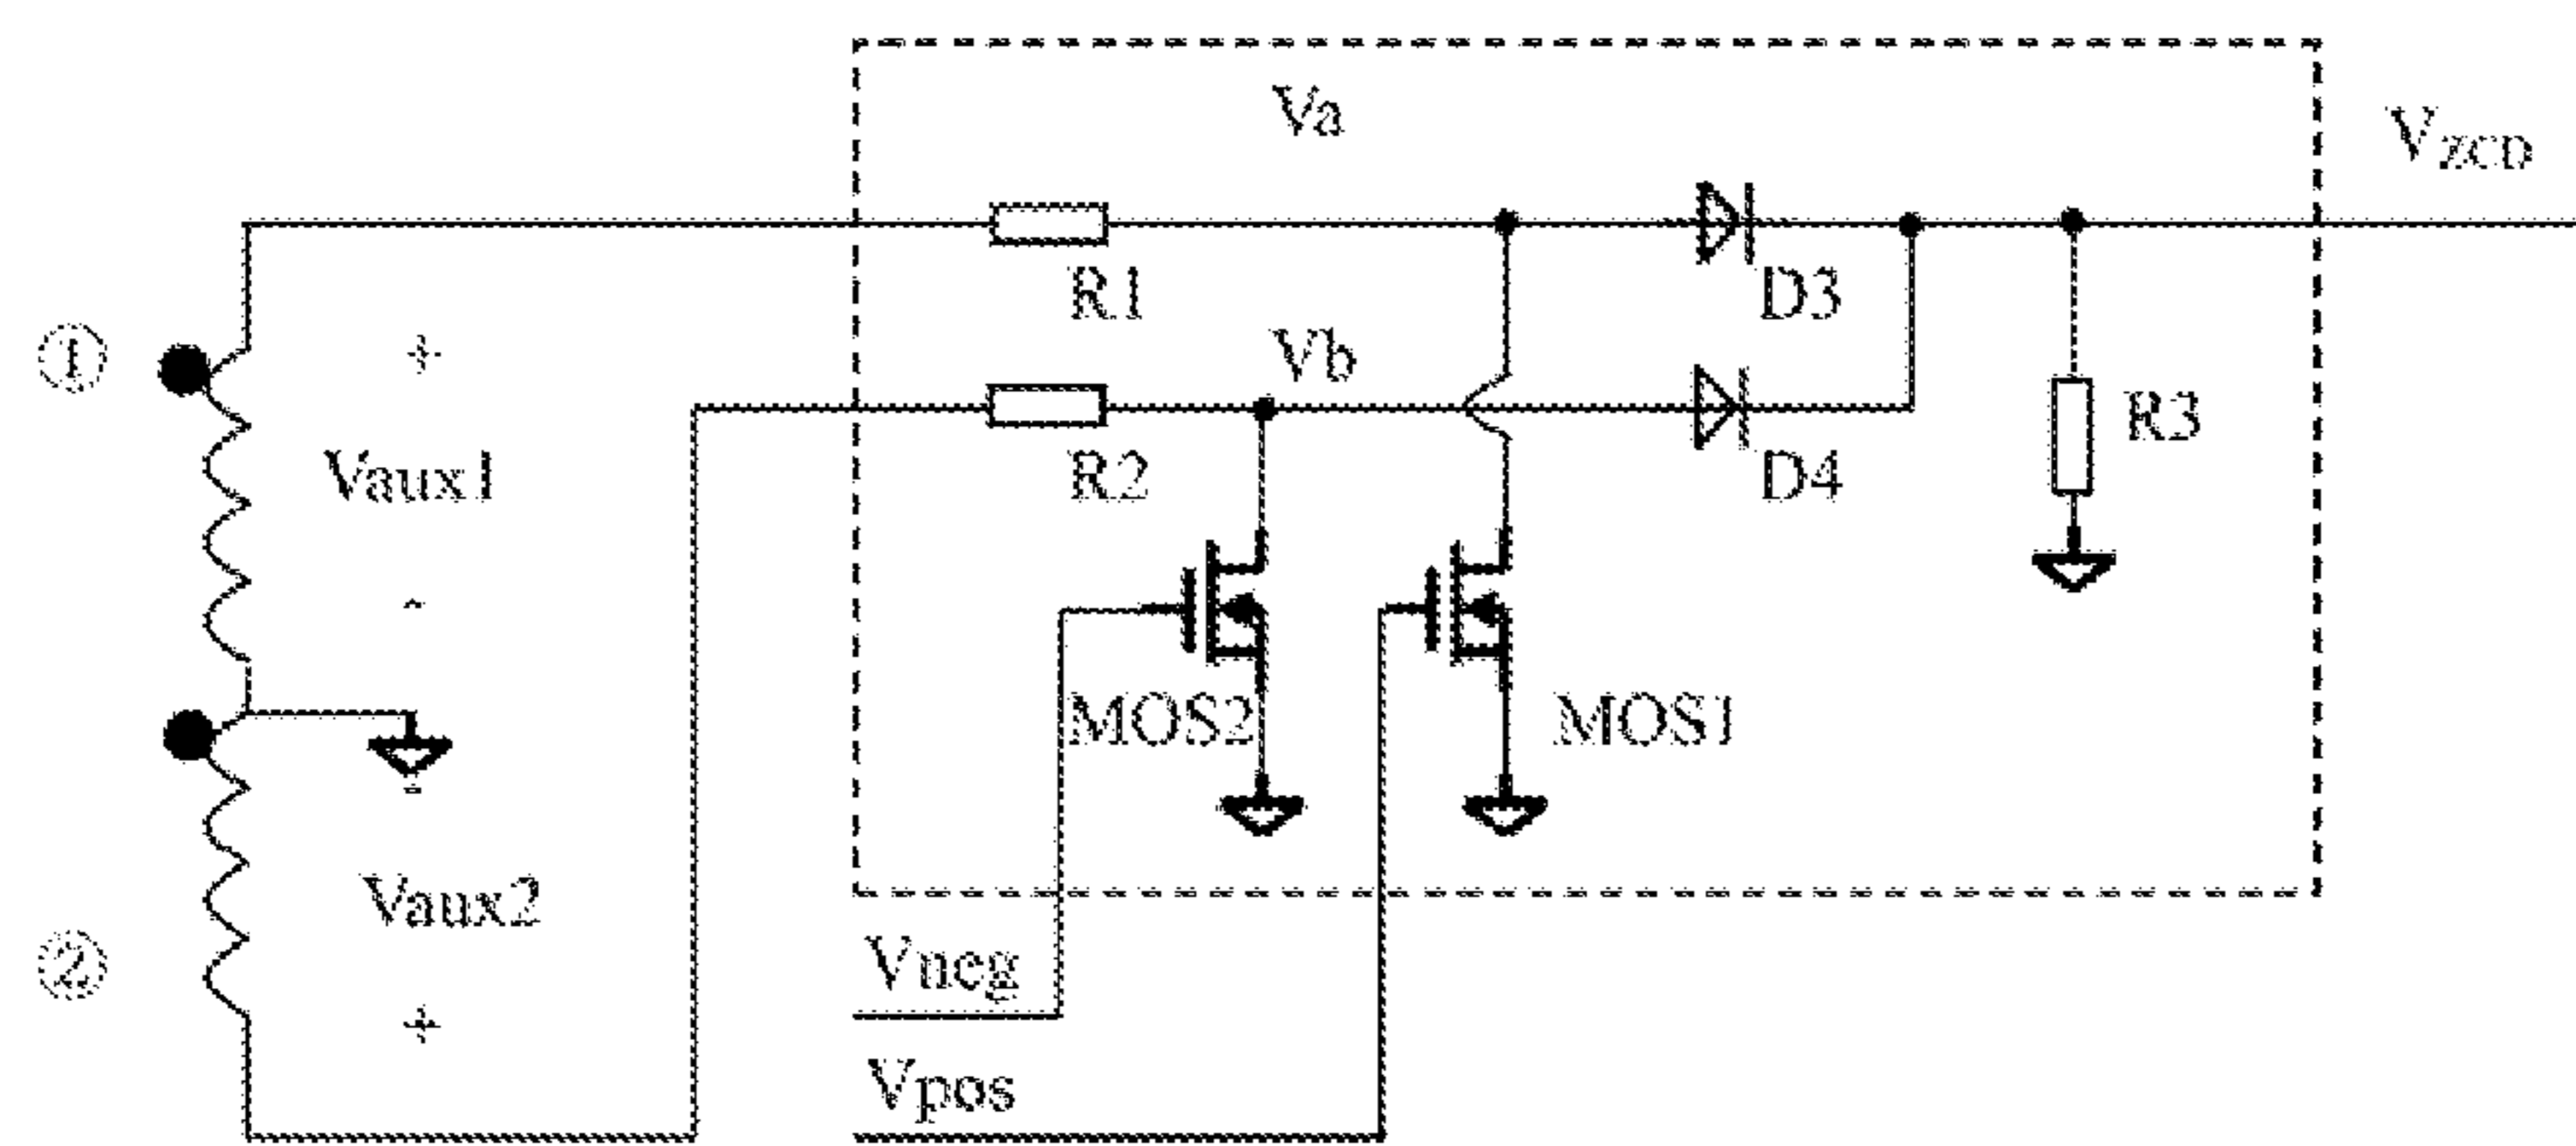 Va
VZCD
R1
D3
①
Vb
R3
Vaux1
R2
D4
MOS2
MOS1
Vaux2
②
Vneg
Vpos